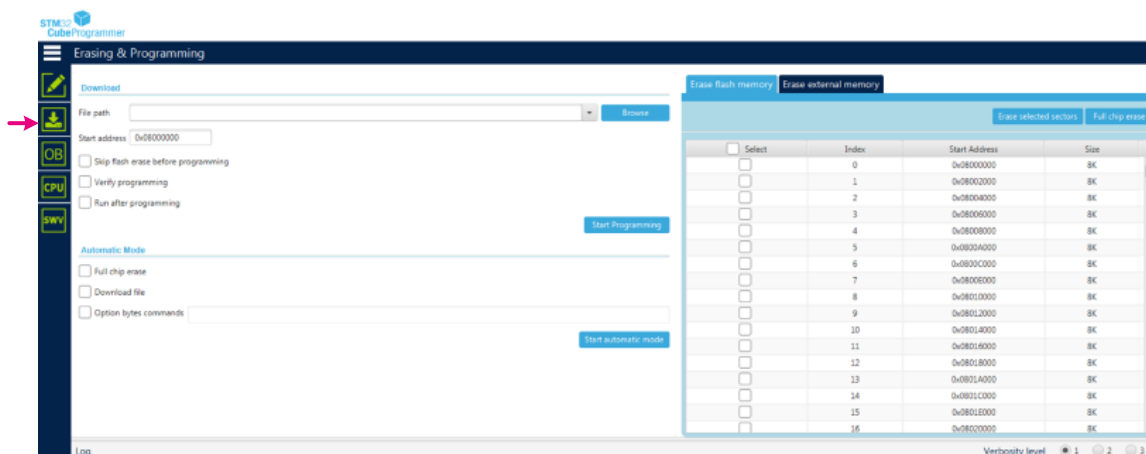 STM32
CubeProgrammer
Erasing & Programming
Download
File path
Browse
Start address 0x08000000
Skip flash erase before programming
Verify programming
Run after programming
Start Programming
Automatic Mode
Full chip erase
Download file
Option bytes commands
Start automatic mode
OB
CPU
SWV
Erase flash memory Erase external memory
Erase selected sectors Full chip erase
Select Index Start Address Size
0 0x08000000 8K
1 0x08002000 8K
2 0x08004000 8K
3 0x08006000 8K
4 0x08008000 8K
5 0x0800A000 8K
6 0x0800C000 8K
7 0x0800E000 8K
8 0x08010000 8K
9 0x08012000 8K
10 0x08014000 8K
11 0x08016000 8K
12 0x08018000 8K
13 0x0801A000 8K
14 0x0801C000 8K
15 0x0801E000 8K
16 0x08020000 8K
Log
Verbosity level 1 2 3